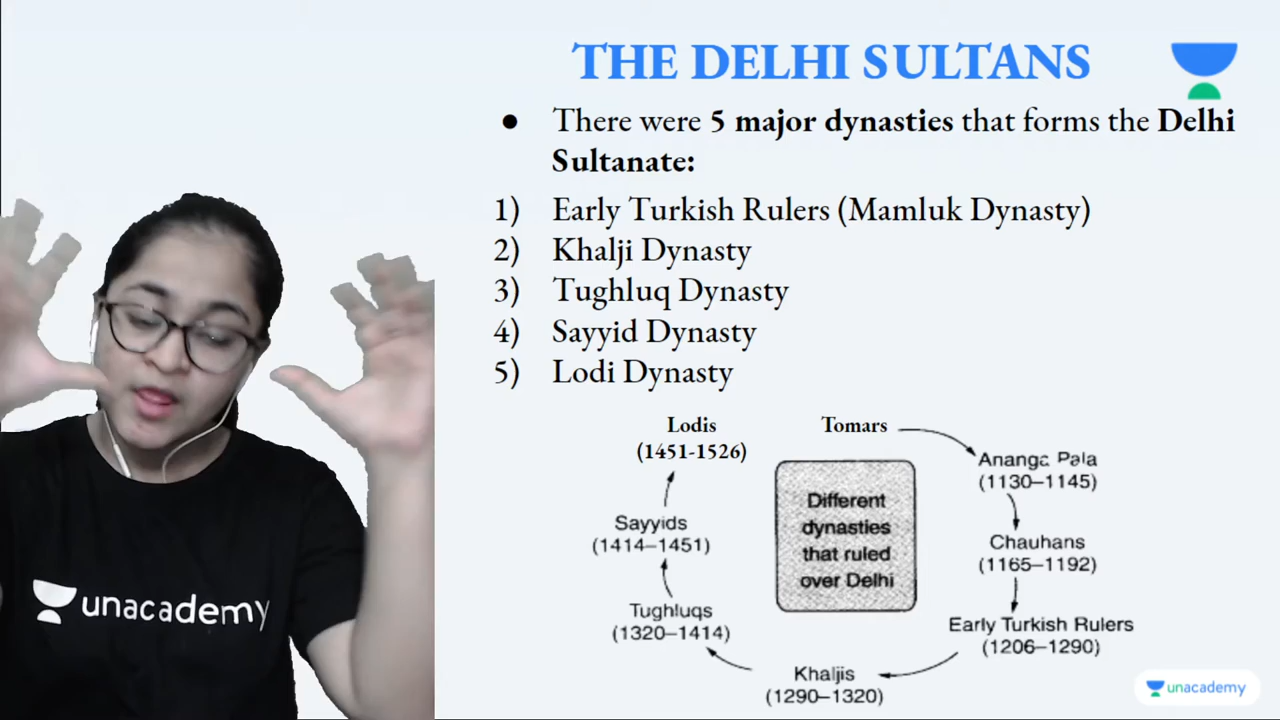 THE DELHI SULTANS
● There were 5 major dynasties that forms the Delhi
Sultanate:
1) Early Turkish Rulers (Mamluk Dynasty)
2) Khalji Dynasty
3) Tughluq Dynasty
4) Sayyid Dynasty
5) Lodi Dynasty
Lodis
(1451-1526)
Tomars
Ananga Pala
(1130–1145)
Different
dynasties
that ruled
over Delhi
Sayyids
(1414–1451)
Chauhans
(1165–1192)
Tughluqs
(1320–1414)
Early Turkish Rulers
(1206–1290)
Khaljis
(1290–1320)
unacademy
unacademy